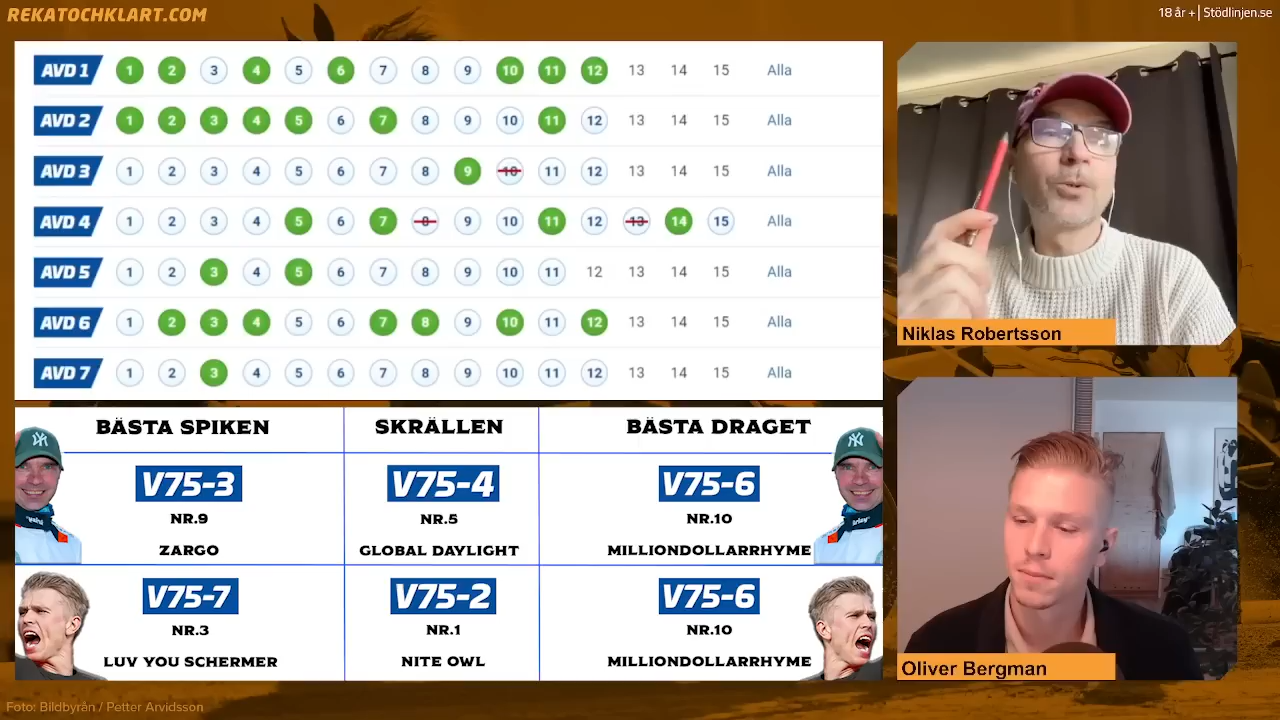 REKATOCHKLART.COM
18 år + | Stödlinjen.se
AVD 1 1 2 3 4 5 6 7 8 9 10 11 12 13 14 15 Alla
AVD 2 1 2 3 4 5 6 7 8 9 10 11 12 13 14 15 Alla
AVD 3 1 2 3 4 5 6 7 8 9 10 11 12 13 14 15 Alla
AVD 4 1 2 3 4 5 6 7 8 9 10 11 12 13 14 15 Alla
AVD 5 1 2 3 4 5 6 7 8 9 10 11 12 13 14 15 Alla
AVD 6 1 2 3 4 5 6 7 8 9 10 11 12 13 14 15 Alla
AVD 7 1 2 3 4 5 6 7 8 9 10 11 12 13 14 15 Alla
Niklas Robertsson
BÄSTA SPIKEN SKRÄLLEN BÄSTA DRAGET
V75-3 V75-4 V75-6
NR.9 NR.5 NR.10
ZARGO GLOBAL DAYLIGHT MILLIONDOLLARRHYME
V75-7 V75-2 V75-6
NR.3 NR.1 NR.10
LUV YOU SCHERMER NITE OWL MILLIONDOLLARRHYME
Oliver Bergman
Foto: Bildbyrån / Petter Arvidsson